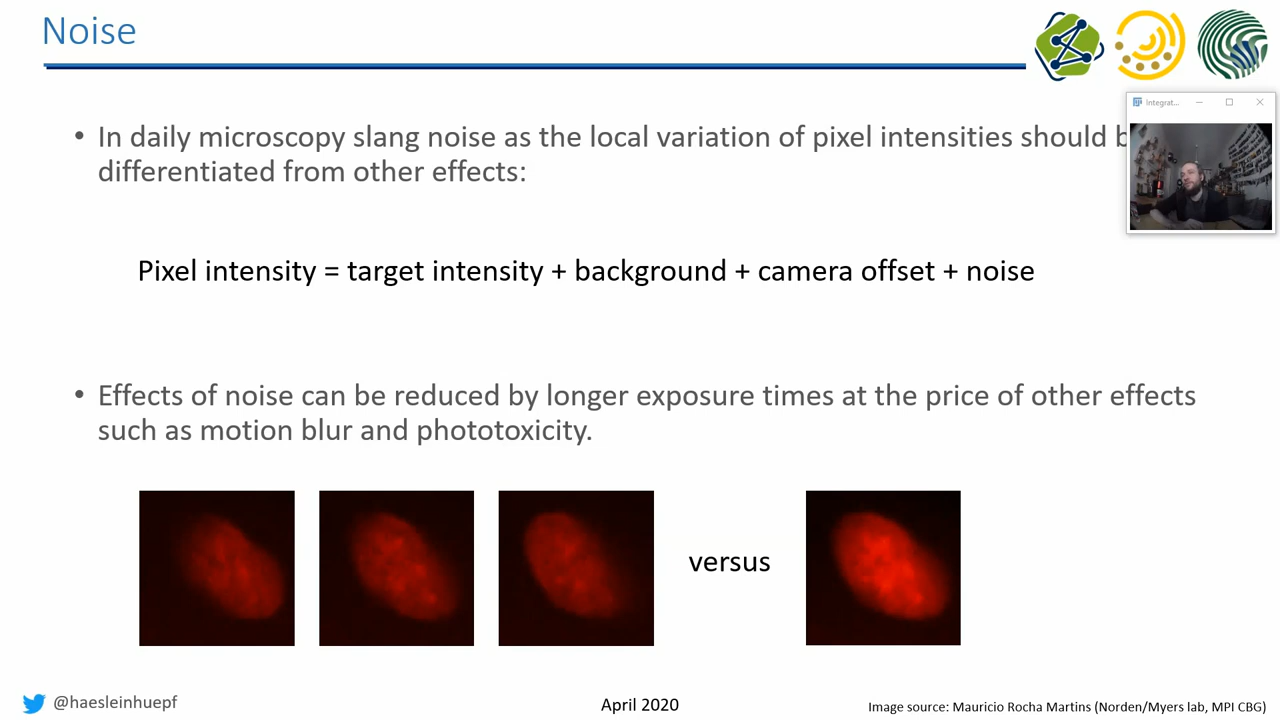 Noise
Integrat...
• In daily microscopy slang noise as the local variation of pixel intensities should b
differentiated from other effects:
Pixel intensity = target intensity + background + camera offset + noise
• Effects of noise can be reduced by longer exposure times at the price of other effects
such as motion blur and phototoxicity.
versus
@haesleinhuepf
April 2020
Image source: Mauricio Rocha Martins (Norden/Myers lab, MPI CBG)